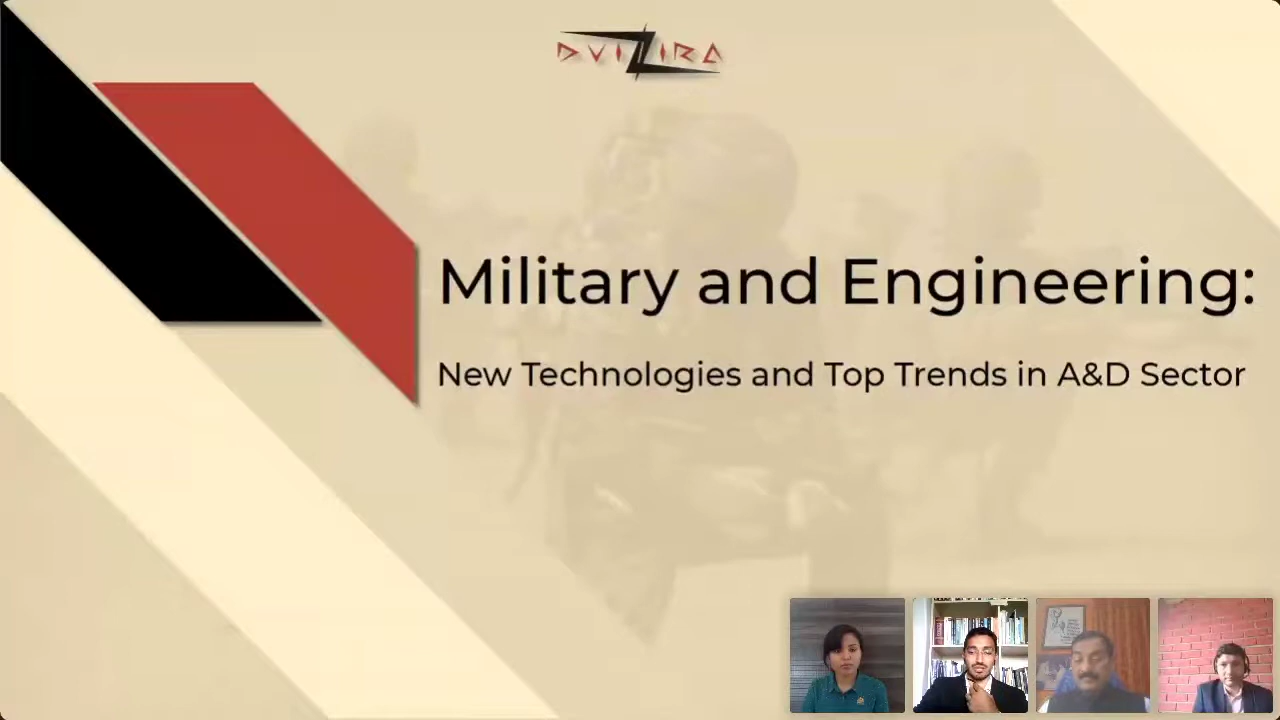 DVIZIRA
Military and Engineering:
New Technologies and Top Trends in A&D Sector